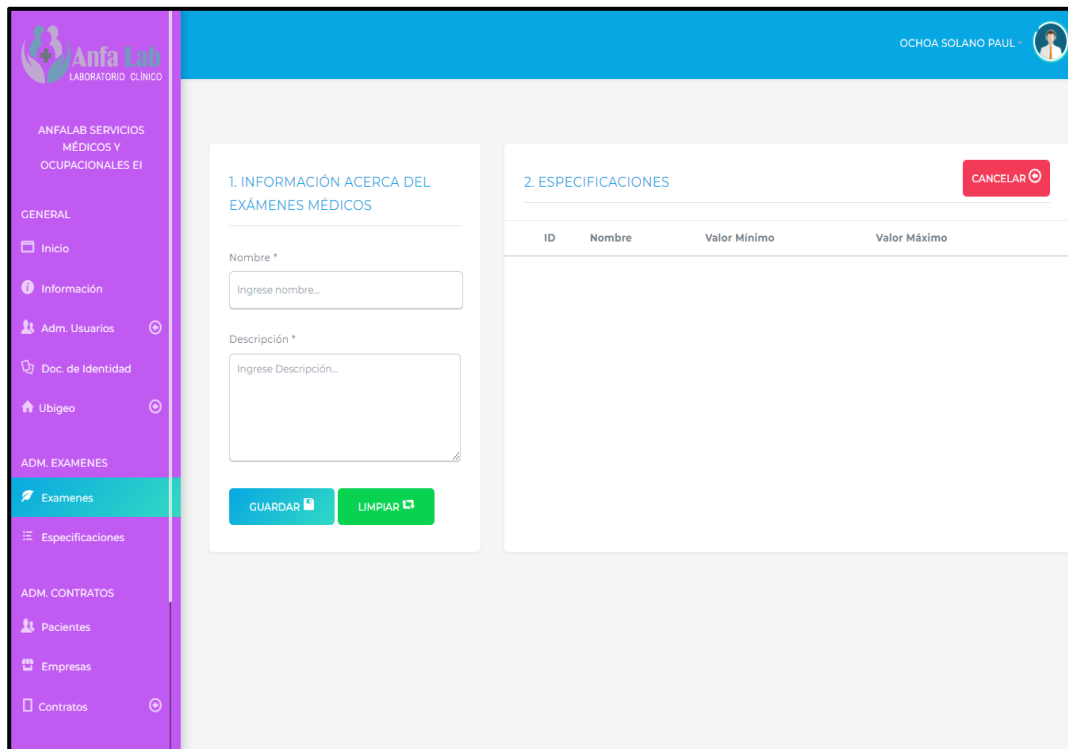 Anfa Lab
LABORATORIO CLÍNICO
OCHOA SOLANO PAUL
ANFALAB SERVICIOS
MÉDICOS Y
OCUPACIONALES EI
GENERAL
Inicio
Información
Adm. Usuarios
Doc. de Identidad
Ubigeo
ADM. EXAMENES
Examenes
Especificaciones
ADM. CONTRATOS
Pacientes
Empresas
Contratos
1. INFORMACIÓN ACERCA DEL
EXÁMENES MÉDICOS
Nombre *
Ingrese nombre...
Descripción *
Ingrese Descripción...
GUARDAR LIMPIAR
2. ESPECIFICACIONES CANCELAR
ID Nombre Valor Mínimo Valor Máximo